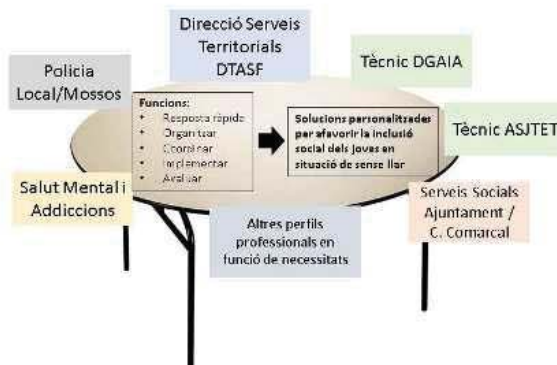 Direcció Serveis
Territorials
DTASF
Tècnic DGAIA
Policia
Local/Mossos
Funcions:
• Resposta ràpida
• Organitzar
• Coordinar
• Implementar
• Avaluar
Solucions personalitzades
per afavorir la inclusió
social dels joves en
situació de sense llar
Tècnic ASJTET
Salut Mental i
Addiccions
Altres perfils
professionals en
funció de necessitats
Serveis Socials
Ajuntament /
C. Comarcal